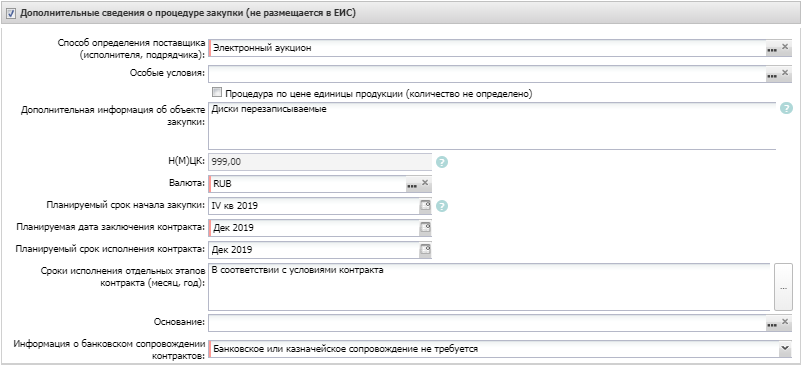 Дополнительные сведения о процедуре закупки (не размещается в ЕИС)
Способ определения поставщика
(исполнителя, подрядчика):
Электронный аукцион
Особые условия:
Процедура по цене единицы продукции (количество не определено)
Дополнительная информация об объекте
закупки:
Диски перезаписываемые
Н(М)ЦК:
999,00
Валюта:
RUB
Планируемый срок начала закупки:
IV кв 2019
Планируемая дата заключения контракта:
Дек 2019
Планируемый срок исполнения контракта:
Дек 2019
Сроки исполнения отдельных этапов
контракта (месяц, год):
В соответствии с условиями контракта
...
Основание:
Информация о банковском сопровождении
контрактов:
Банковское или казначейское сопровождение не требуется